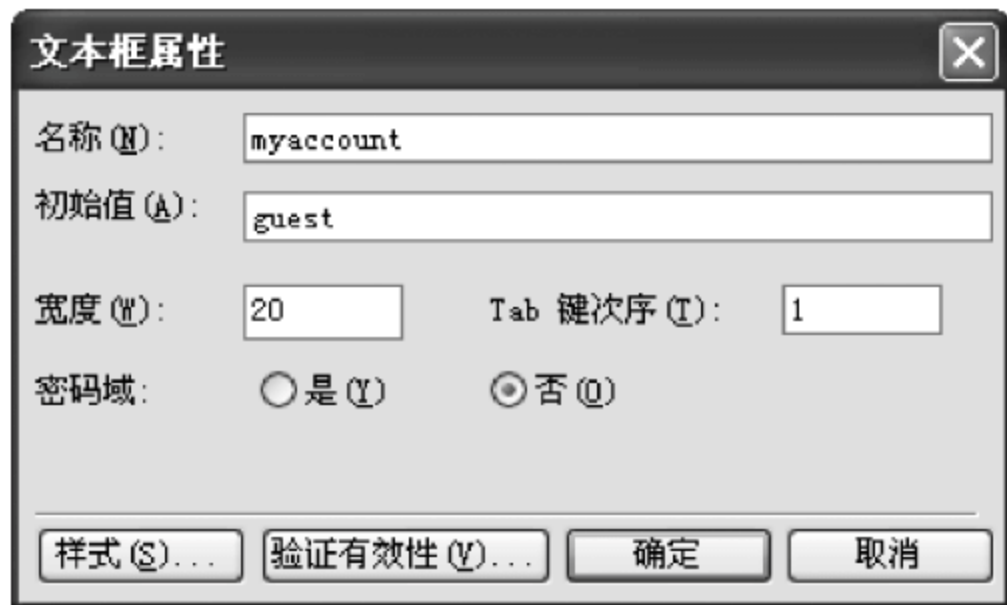 文本框属性
名称(N): myaccount
初始值(A): guest
宽度(W): 20 Tab 键次序(T): 1
密码域: 是(Y) 否(O)
样式(S)... 验证有效性(V)... 确定 取消